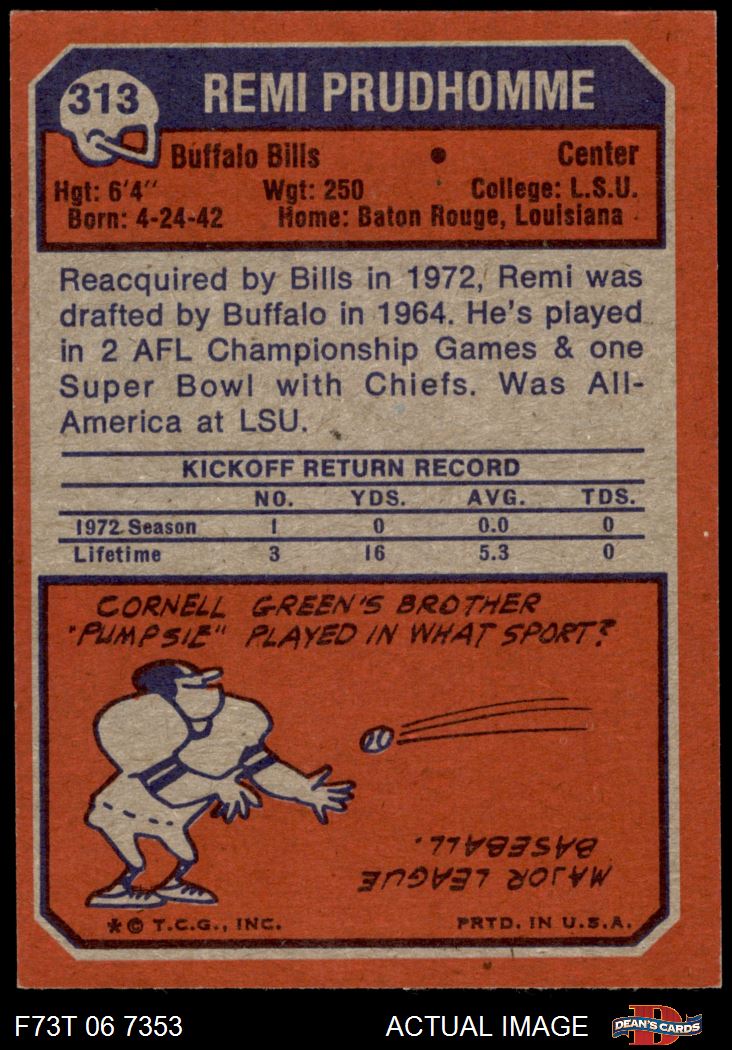 313
REMI PRUDHOMME
Buffalo Bills • Center
Hgt: 6'4" Wgt: 250 College: L.S.U.
Born: 4-24-42 Home: Baton Rouge, Louisiana
Reacquired by Bills in 1972, Remi was
drafted by Buffalo in 1964. He's played
in 2 AFL Championship Games & one
Super Bowl with Chiefs. Was All-
America at LSU.
KICKOFF RETURN RECORD
NO. YDS. AVG. TDS.
1972 Season 1 0 0.0 0
Lifetime 3 16 5.3 0
CORNELL GREEN'S BROTHER
"PUMPSIE" PLAYED IN WHAT SPORT?
MAJOR LEAGUE
BASEBALL.
*© T.C.G., INC. PRTD. IN U.S.A.
F73T 06 7353 ACTUAL IMAGE
D
DEAN'S CARDS